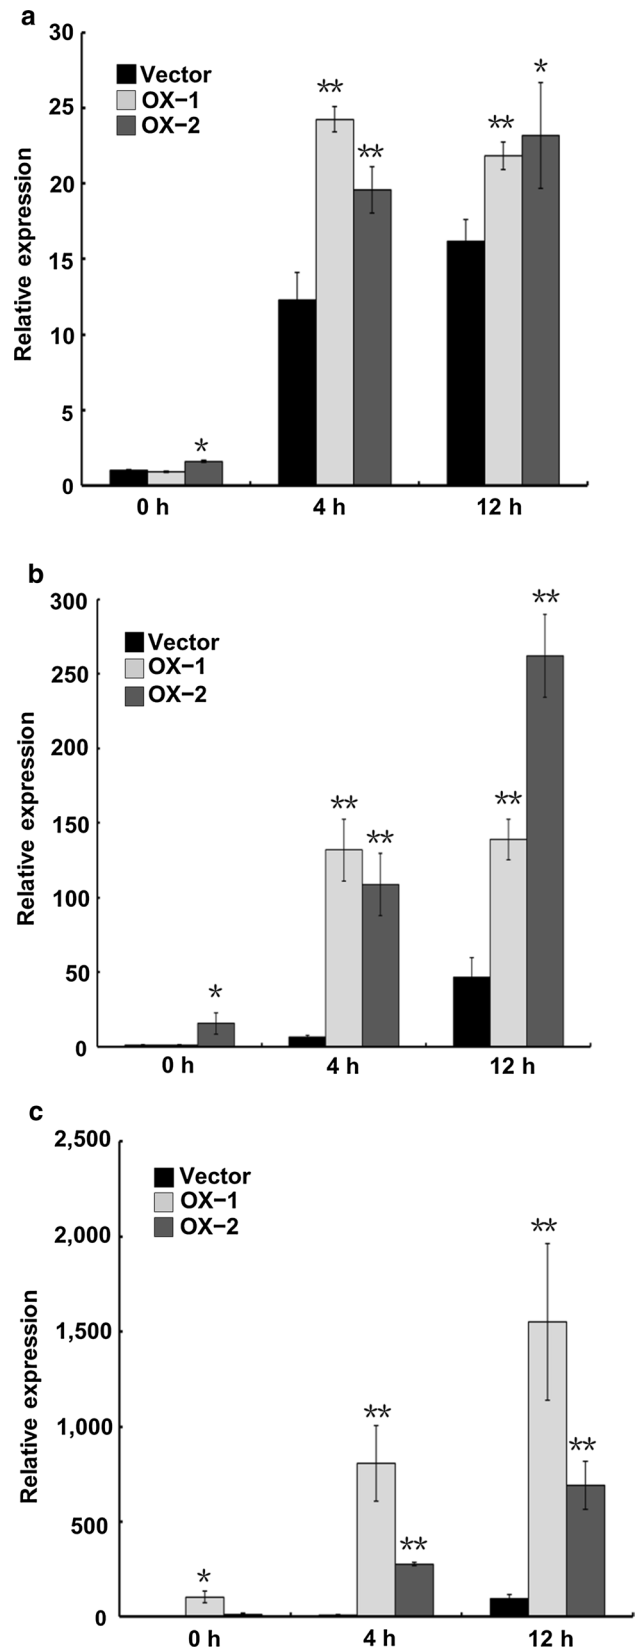 a
30
Vector
OX−1
OX−2
25
20
15
10
5
0
Relative expression
**
**
**
*
*
0 h
4 h
12 h
b
300
Vector
OX−1
OX−2
250
200
150
100
50
0
Relative expression
**
**
**
**
*
0 h
4 h
12 h
c
2,500
Vector
OX−1
OX−2
2,000
1,500
1,000
500
0
Relative expression
**
**
**
**
*
0 h
4 h
12 h